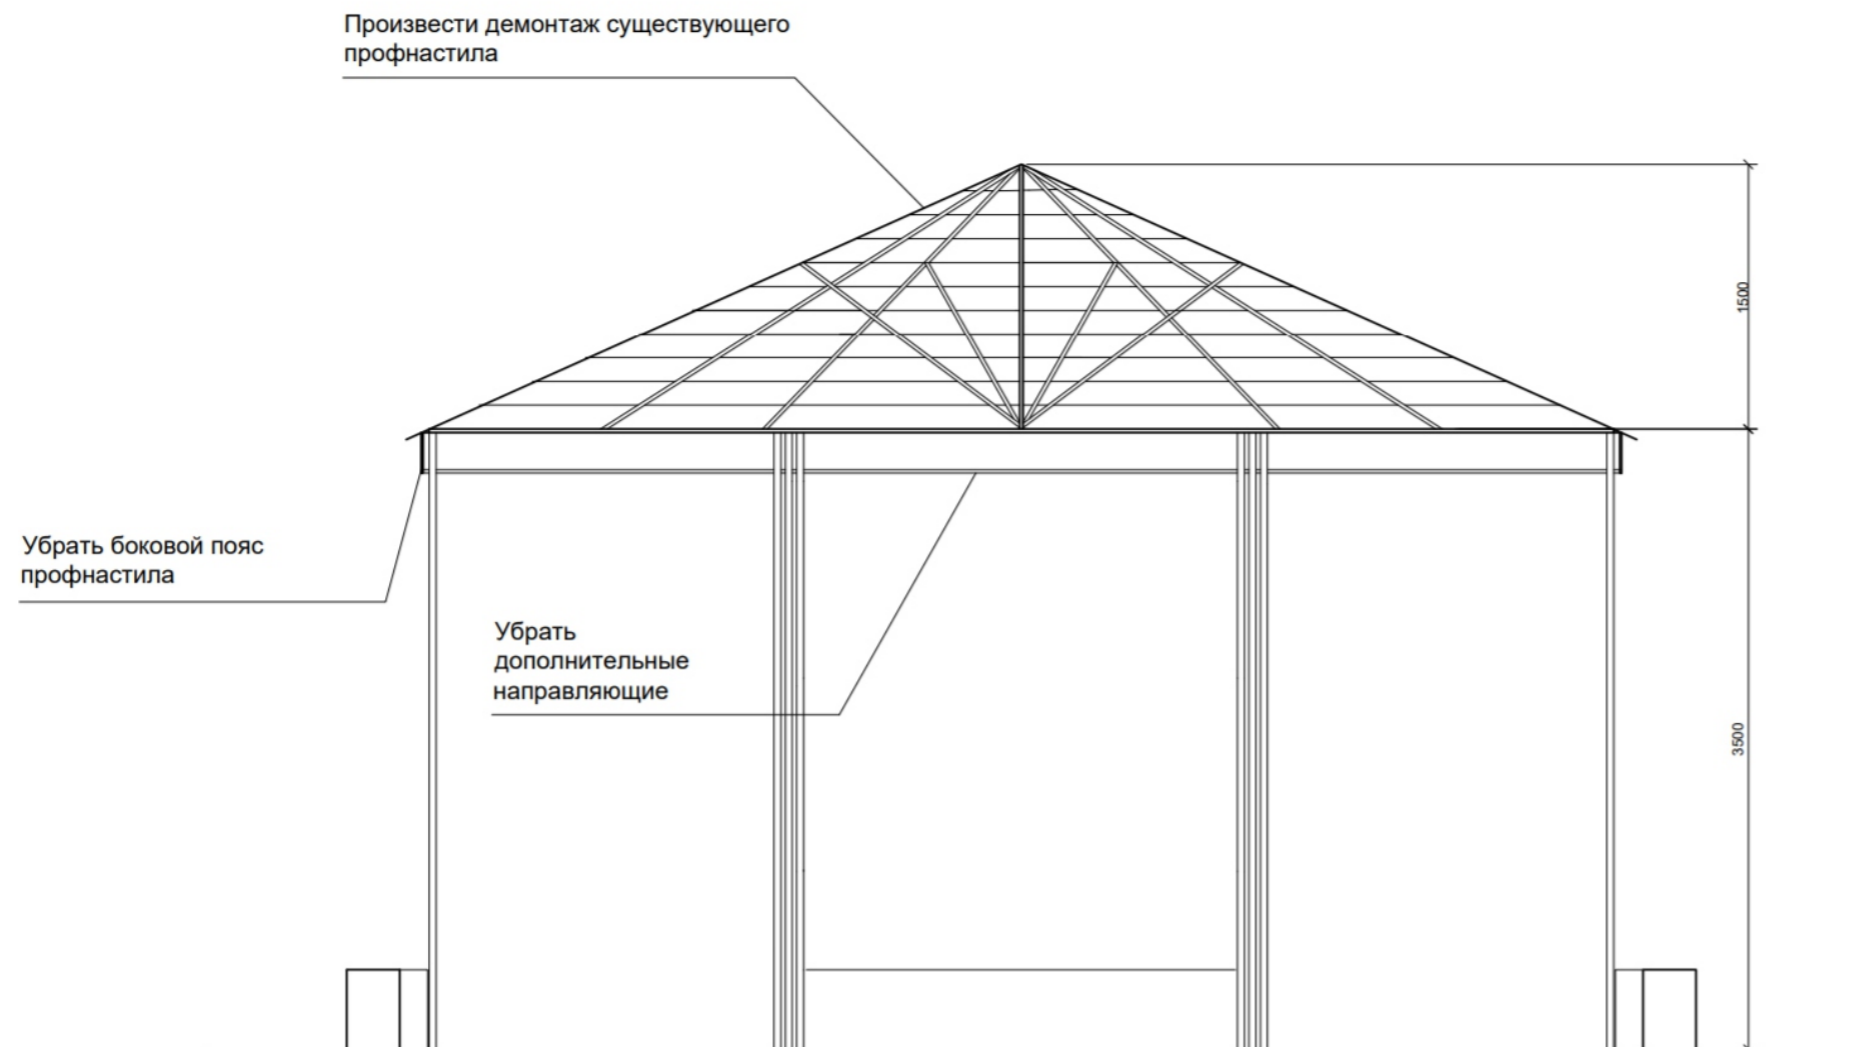 Произвести демонтаж существующего
профнастила
1500
Убрать боковой пояс
профнастила
Убрать
дополнительные
направляющие
3500